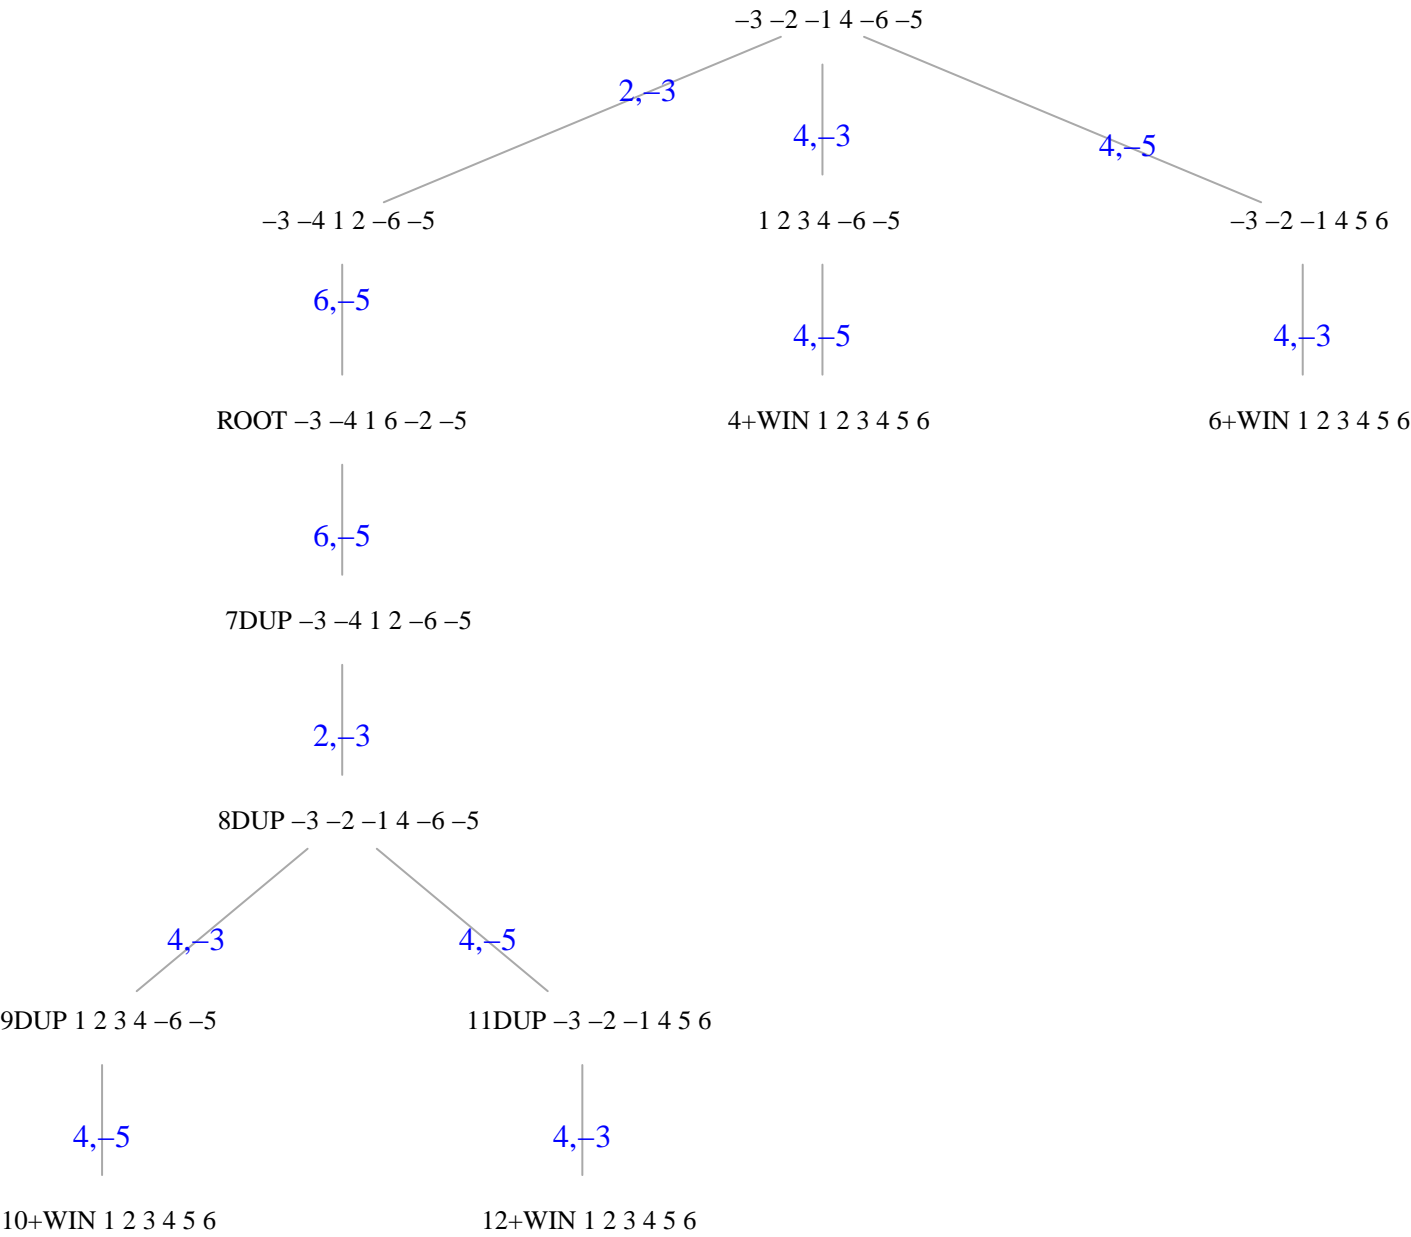 –3 –2 –1 4 –6 –5
2,–3
4,–3
4,–5
–3 –4 1 2 –6 –5
1 2 3 4 –6 –5
–3 –2 –1 4 5 6
6,–5
4,–5
4,–3
ROOT –3 –4 1 6 –2 –5
4+WIN 1 2 3 4 5 6
6+WIN 1 2 3 4 5 6
6,–5
7DUP –3 –4 1 2 –6 –5
2,–3
8DUP –3 –2 –1 4 –6 –5
4,–3
4,–5
9DUP 1 2 3 4 –6 –5
11DUP –3 –2 –1 4 5 6
4,–5
4,–3
10+WIN 1 2 3 4 5 6
12+WIN 1 2 3 4 5 6